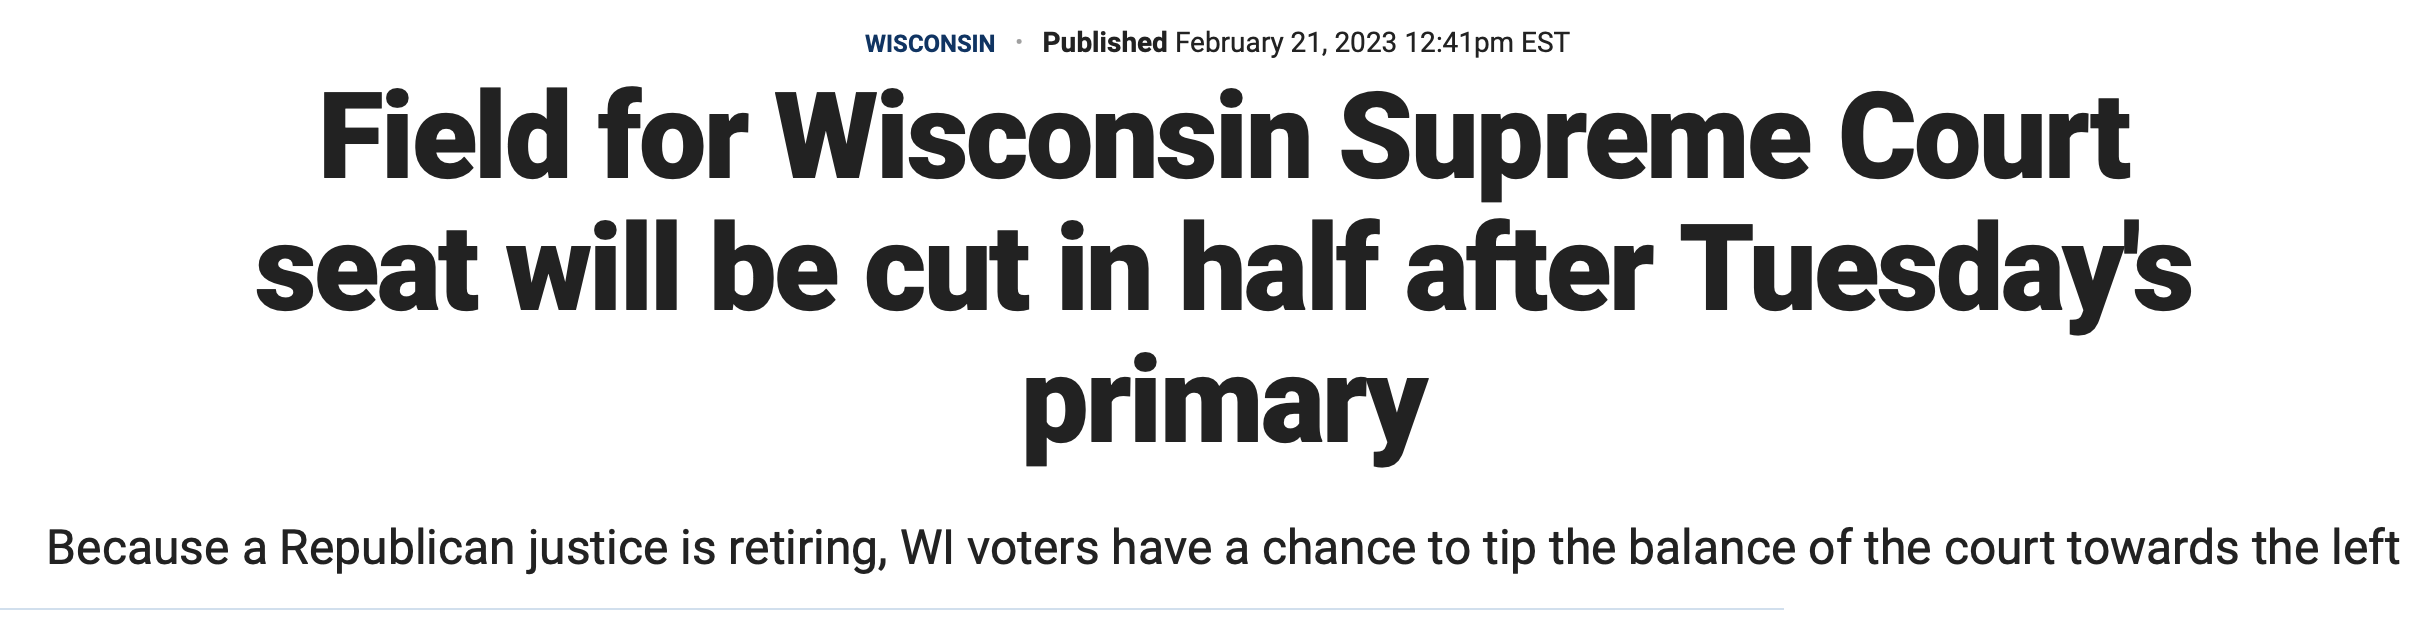 WISCONSIN · Published February 21, 2023 12:41pm EST
Field for Wisconsin Supreme Court
seat will be cut in half after Tuesday's
primary
Because a Republican justice is retiring, WI voters have a chance to tip the balance of the court towards the left